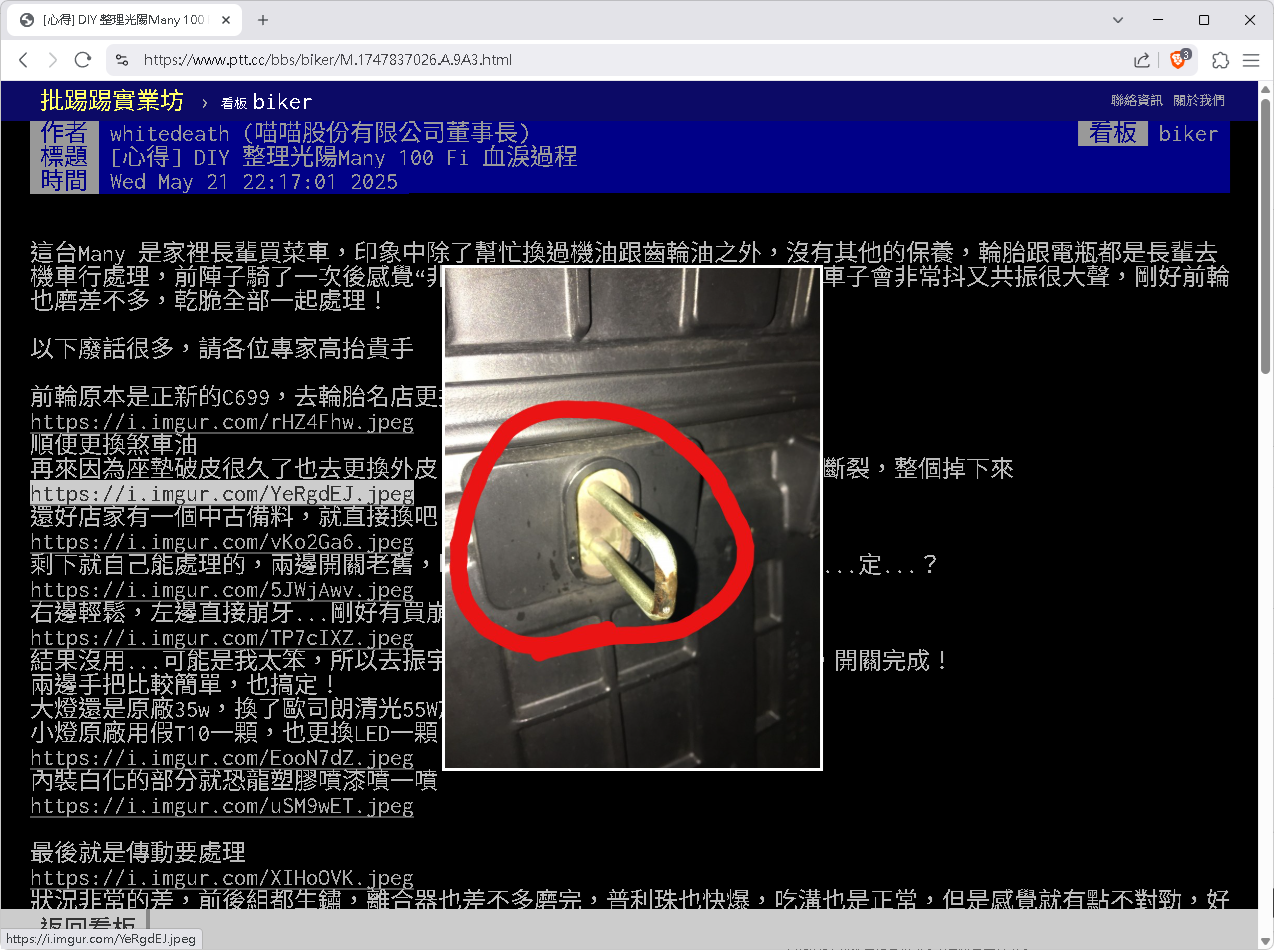 [心得] DIY 整理光陽Many 100
https://www.ptt.cc/bbs/biker/M.1747837026.A.9A3.html
3
批踢踢實業坊 › 看板 biker
聯絡資訊 關於我們
作者 whitedeath (喵喵股份有限公司董事長) 看板 biker
標題 [心得] DIY 整理光陽Many 100 Fi 血淚過程
時間 Wed May 21 22:17:01 2025
這台Many 是家裡長輩買菜車，印象中除了幫忙換過機油跟齒輪油之外，沒有其他的保養，輪胎跟電瓶都是長輩去
機車行處理，前陣子騎了一次後感覺“非 車子會非常抖又共振很大聲，剛好前輪
也磨差不多，乾脆全部一起處理！
以下廢話很多，請各位專家高抬貴手
前輪原本是正新的C699，去輪胎名店更
https://i.imgur.com/rHZ4Fhw.jpeg
順便更換煞車油
再來因為座墊破皮很久了也去更換外皮 斷裂，整個掉下來
https://i.imgur.com/YeRgdEJ.jpeg
還好店家有一個中古備料，就直接換吧
https://i.imgur.com/vKo2Ga6.jpeg
剩下就自己能處理的，兩邊開關老舊， ...定...？
https://i.imgur.com/5JWjAwv.jpeg
右邊輕鬆，左邊直接崩牙...剛好有買崩
https://i.imgur.com/TP7cIXZ.jpeg
結果沒用...可能是我太笨，所以去振宇 ，開關完成！
兩邊手把比較簡單，也搞定！
大燈還是原廠35w，換了歐司朗清光55W
小燈原廠用假T10一顆，也更換LED一顆
https://i.imgur.com/EooN7dZ.jpeg
內裝白化的部分就恐龍塑膠噴漆噴一噴
https://i.imgur.com/uSM9wET.jpeg
最後就是傳動要處理
https://i.imgur.com/XIHoOVK.jpeg
狀況非常的差，前後組都生鏽，離合器也差不多磨完，普利珠也快爆，吃溝也是正常，但是感覺就有點不對勁，好
返回看板
https://i.imgur.com/YeRgdEJ.jpeg